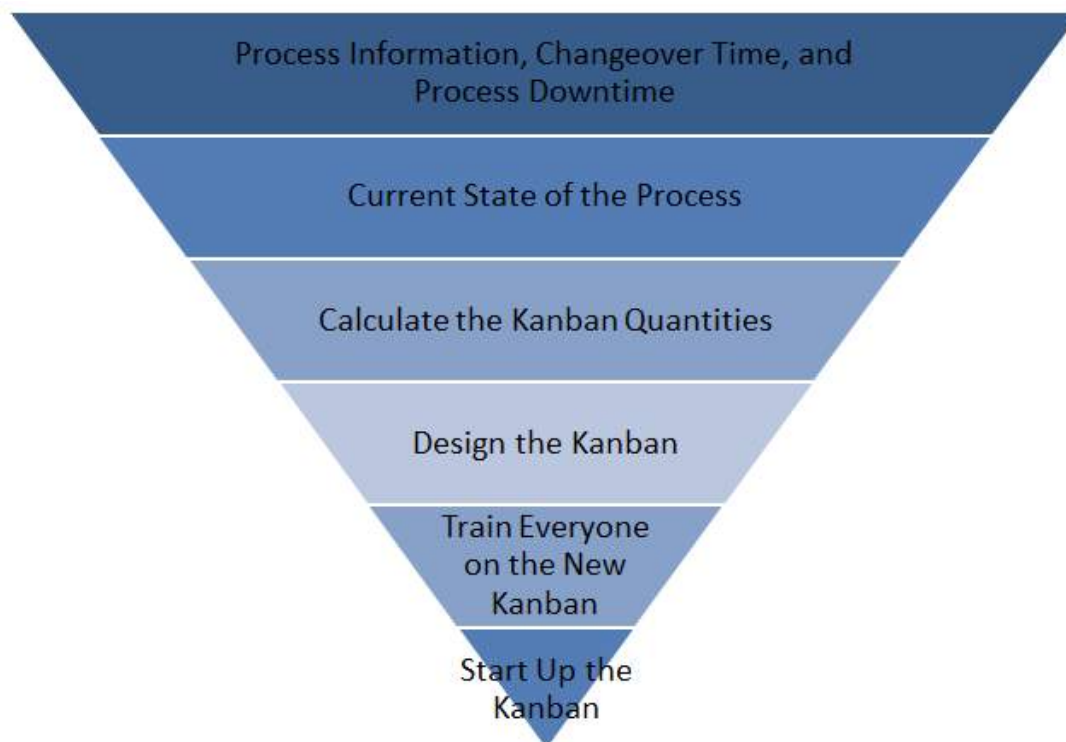 Process Information, Changeover Time, and
Process Downtime
Current State of the Process
Calculate the Kanban Quantities
Design the Kanban
Train Everyone
on the New
Kanban
Start Up the
Kanban